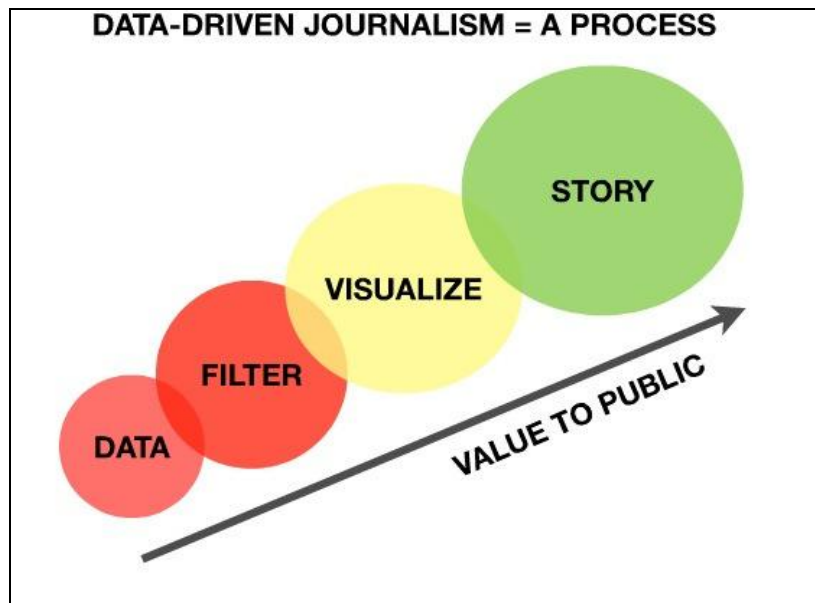 DATA-DRIVEN JOURNALISM = A PROCESS
STORY
VISUALIZE
FILTER
DATA
VALUE TO PUBLIC